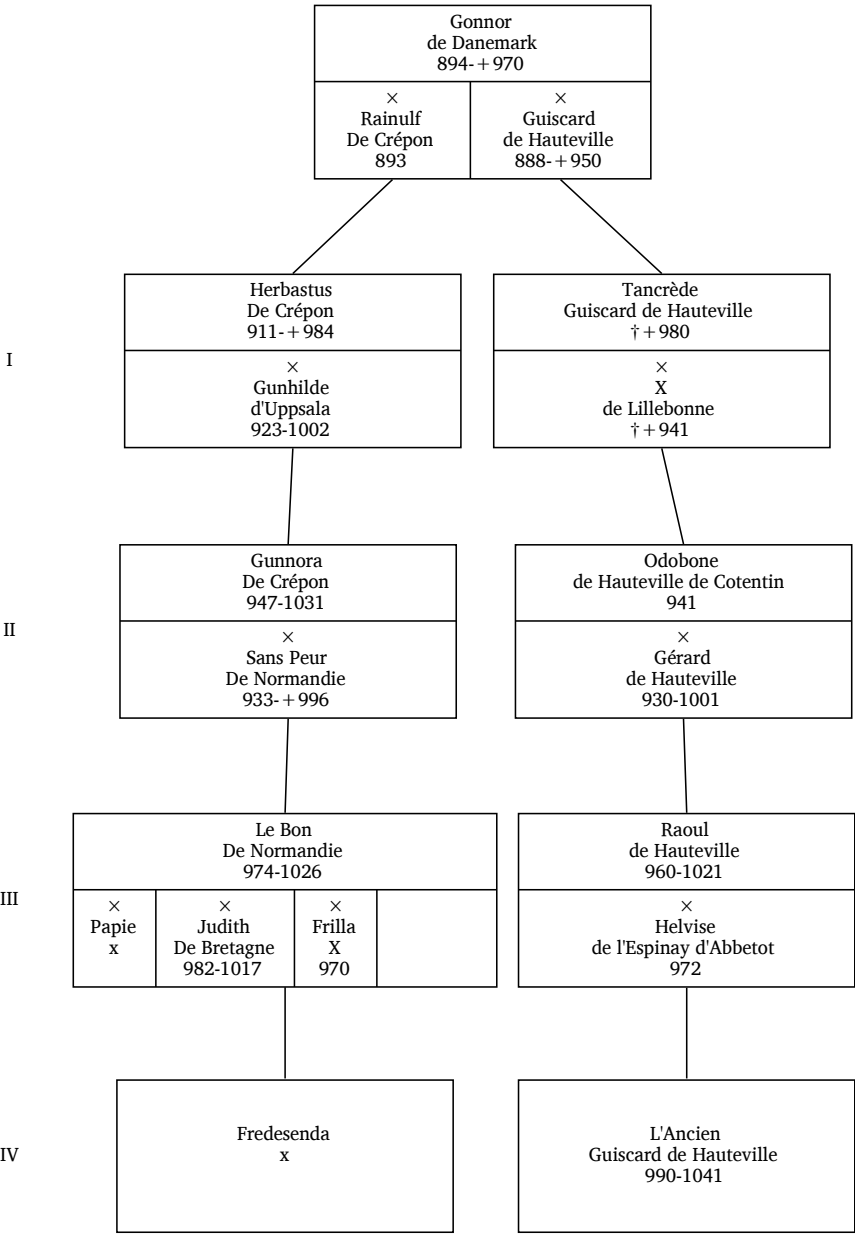 Gonnor
de Danemark
894-+970
×
Rainulf
De Crépon
893
×
Guiscard
de Hauteville
888-+950
I
Herbastus
De Crépon
911-+984
×
Gunhilde
d'Uppsala
923-1002
Tancrède
Guiscard de Hauteville
†+980
×
X
de Lillebonne
†+941
II
Gunnora
De Crépon
947-1031
×
Sans Peur
De Normandie
933-+996
Odobone
de Hauteville de Cotentin
941
×
Gérard
de Hauteville
930-1001
III
Le Bon
De Normandie
974-1026
×
Papie
x
×
Judith
De Bretagne
982-1017
×
Frilla
X
970
Raoul
de Hauteville
960-1021
×
Helvise
de l'Espinay d'Abbetot
972
IV
Fredesenda
x
L'Ancien
Guiscard de Hauteville
990-1041